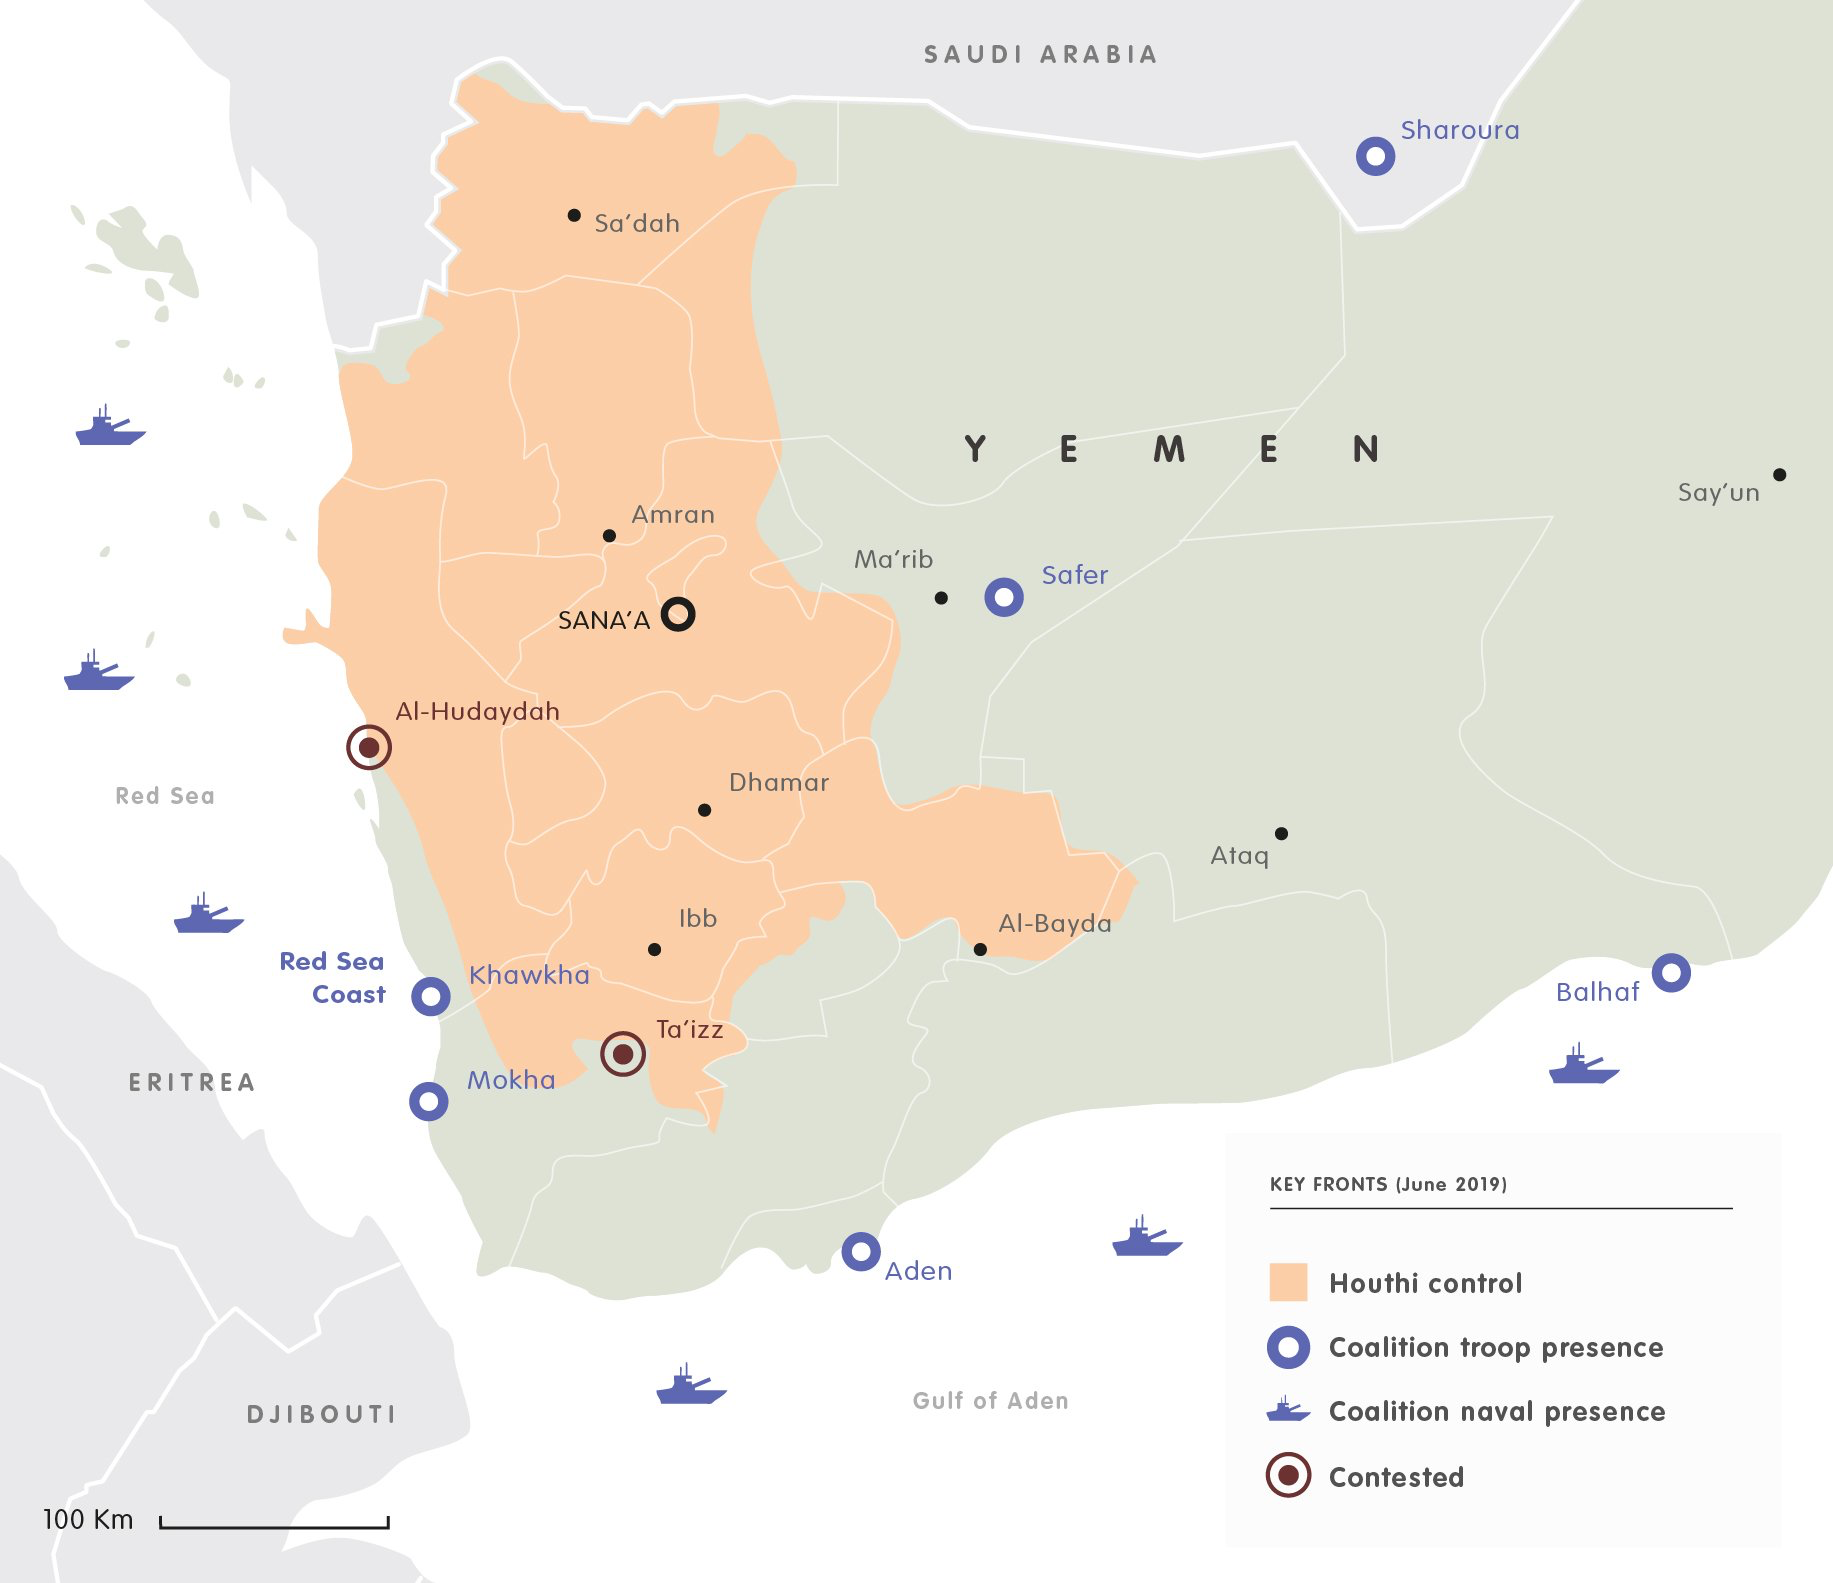 SAUDI ARABIA
Sharoura
Sa’dah
YEMEN
Say’un
Amran
Ma’rib
Safer
SANA’A
Al-Hudaydah
Red Sea
Dhamar
Ataq
Ibb
Al-Bayda
Red Sea
Coast
Khawkha
Balhaf
Ta’izz
ERITREA
Mokha
Aden
DJIBOUTI
Gulf of Aden
100 Km
KEY FRONTS (June 2019)
Houthi control
Coalition troop presence
Coalition naval presence
Contested